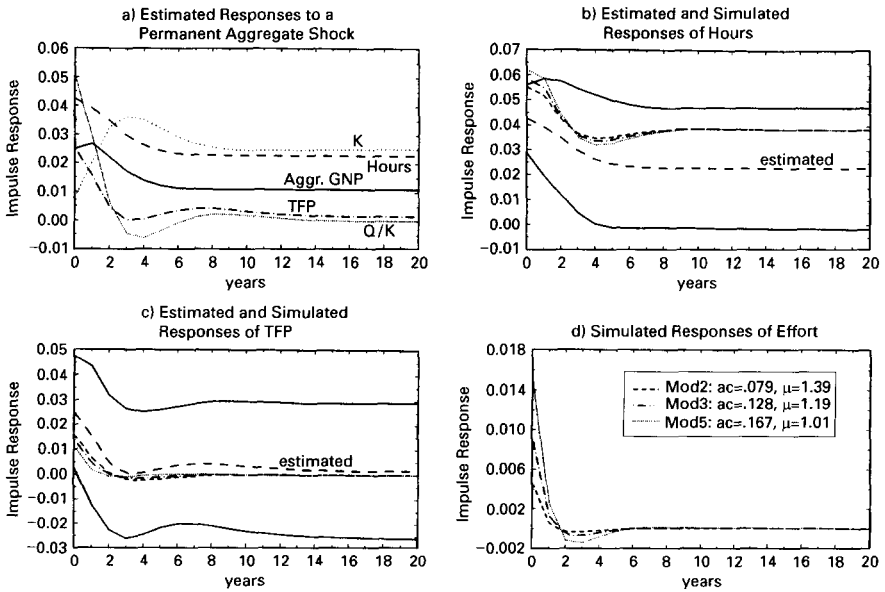 a) Estimated Responses to a
Permanent Aggregate Shock
Impulse Response
0.06
0.05
0.04
0.03
0.02
0.01
0.00
−0.01
K
Hours
Aggr. GNP
TFP
Q/K
0 2 4 6 8 10 12 14 16 18 20
years
b) Estimated and Simulated
Responses of Hours
Impulse Response
0.07
0.06
0.05
0.04
0.03
0.02
0.01
0.00
−0.01
estimated
0 2 4 6 8 10 12 14 16 18 20
years
c) Estimated and Simulated
Responses of TFP
Impulse Response
0.05
0.04
0.03
0.02
0.01
0.00
−0.01
−0.02
−0.03
estimated
0 2 4 6 8 10 12 14 16 18 20
years
d) Simulated Responses of Effort
Impulse Response
0.018
0.014
0.010
0.006
0.002
−0.002
Mod2: ac=.079, μ=1.39
Mod3: ac=.128, μ=1.19
Mod5: ac=.167, μ=1.01
0 2 4 6 8 10 12 14 16 18 20
years